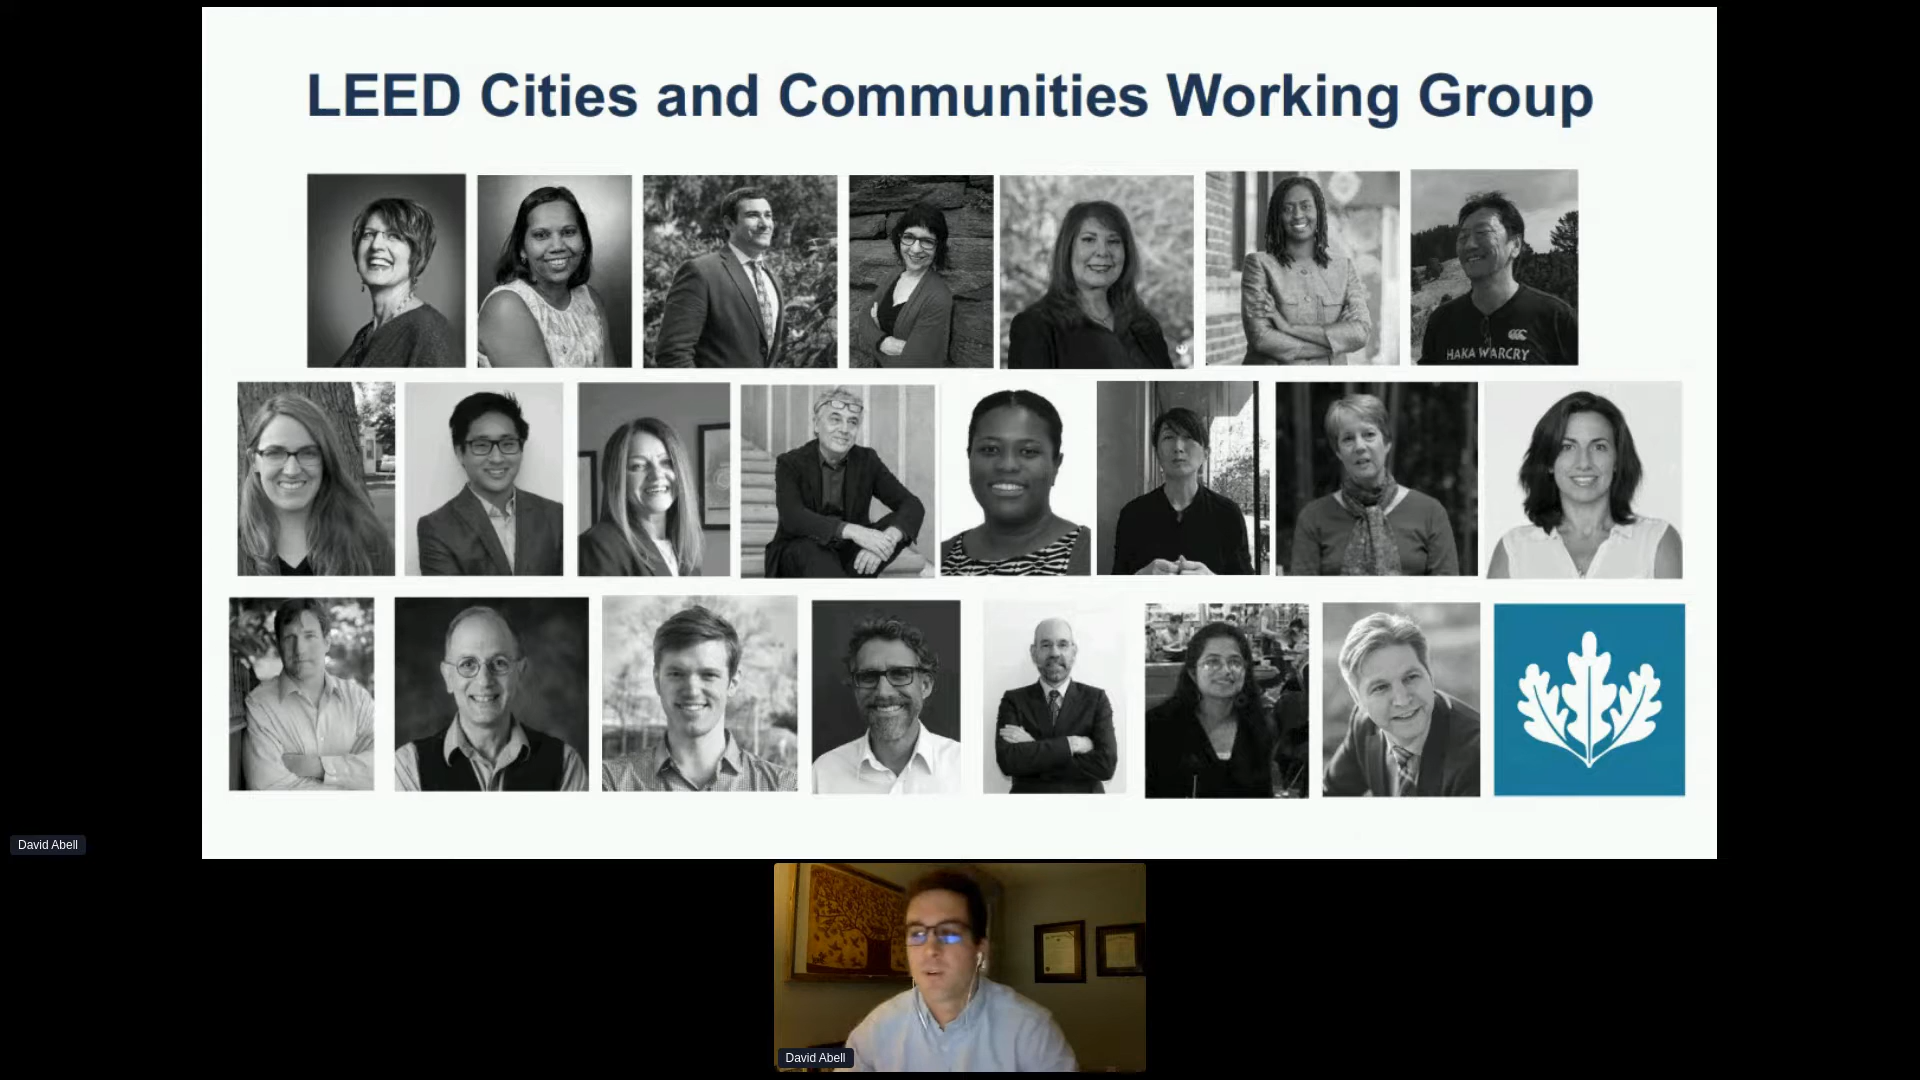 LEED Cities and Communities Working Group
HAKA WARCRY
David Abell
David Abell